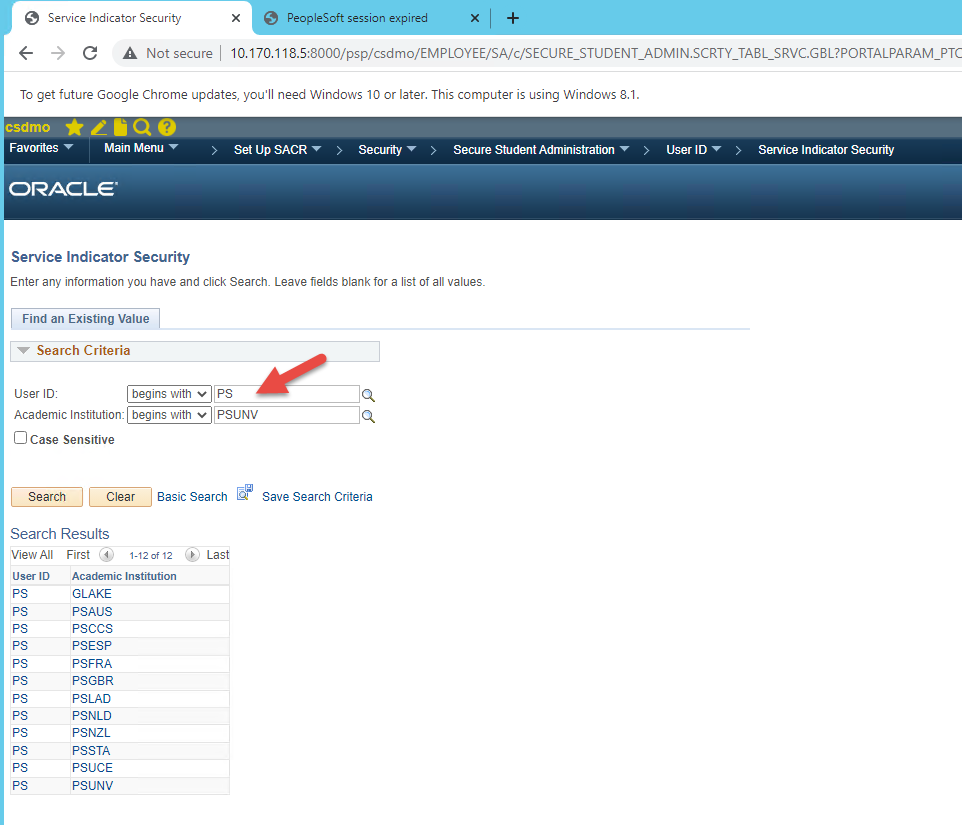 Service Indicator Security
PeopleSoft session expired
Not secure
10.170.118.5:8000/psp/csdmo/EMPLOYEE/SA/c/SECURE_STUDENT_ADMIN.SCRTY_TABL_SRVC.GBL?PORTALPARAM_PTC
To get future Google Chrome updates, you'll need Windows 10 or later. This computer is using Windows 8.1.
csdmo
Favorites Main Menu > Set Up SACR > Security > Secure Student Administration > User ID > Service Indicator Security
ORACLE'
Service Indicator Security
Enter any information you have and click Search. Leave fields blank for a list of all values.
Find an Existing Value
Search Criteria
User ID: begins with PS
Academic Institution: begins with PSUNV
Case Sensitive
Search Clear Basic Search Save Search Criteria
Search Results
View All First 1-12 of 12 Last
User ID Academic Institution
PS GLAKE
PS PSAUS
PS PSCCS
PS PSESP
PS PSFRA
PS PSGBR
PS PSLAD
PS PSNLD
PS PSNZL
PS PSSTA
PS PSUCE
PS PSUNV